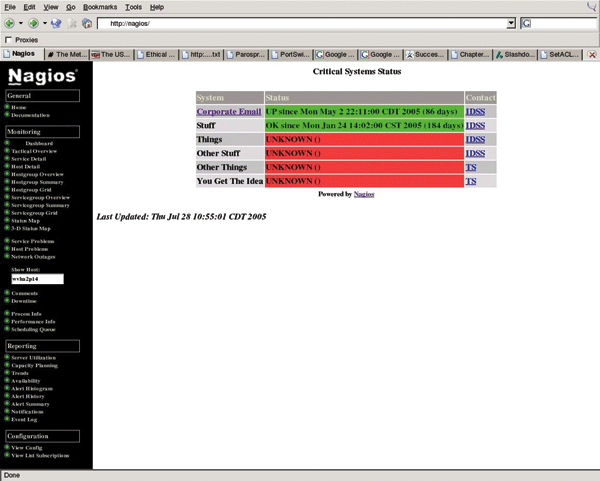 File Edit View Go Bookmarks Tools Help
http://nagios/
Proxies
Nagios The Met... The US... Ethical ... http:....txt Parospr... PortSwi... Google ... Google ... Succes... Chapter... Slashdo... SetACL...
Nagios®
General
Home
Documentation
Monitoring
Dashboard
Tactical Overview
Service Detail
Host Detail
Hostgroup Overview
Hostgroup Summary
Hostgroup Grid
Servicegroup Overview
Servicegroup Summary
Servicegroup Grid
Status Map
3-D Status Map
Service Problems
Host Problems
Network Outages
Show Host:
Comments
Downtime
Process Info
Performance Info
Scheduling Queue
Reporting
Server Utilization
Capacity Planning
Trends
Availability
Alert Histogram
Alert History
Alert Summary
Notifications
Event Log
Configuration
View Config
View List Subscriptions
Critical Systems Status
System Status Contact
Corporate Email UP since Mon May 2 22:11:00 CDT 2005 (86 days) IDSS
Stuff OK since Mon Jan 24 14:02:00 CST 2005 (184 days) IDSS
Things UNKNOWN () IDSS
Other Stuff UNKNOWN () IDSS
Other Things UNKNOWN () TS
You Get The Idea UNKNOWN () TS
Powered by Nagios
Last Updated: Thu Jul 28 10:55:01 CDT 2005
Done